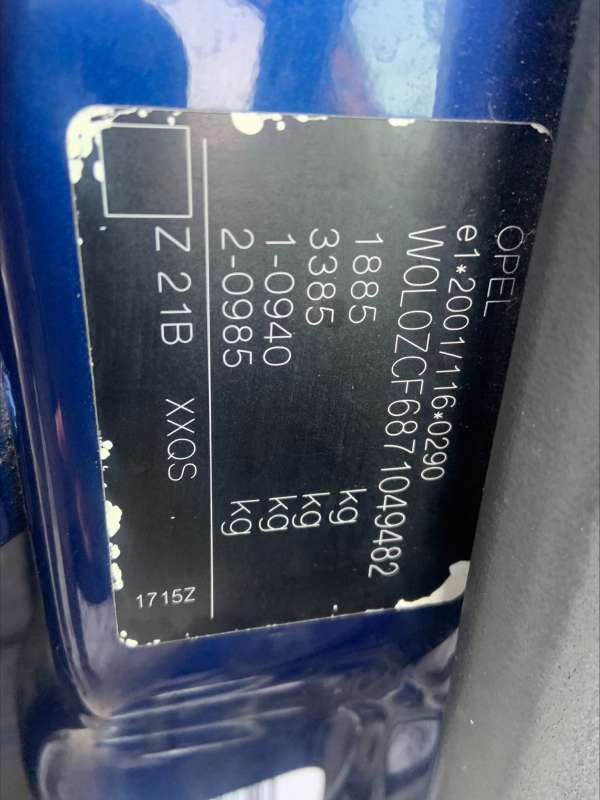 OPEL
e1*2001/116*0290
W0L0ZCF6871049482
1885 kg
3385 kg
1-0940 kg
2-0985 kg
Z 21B XXQS
1715Z